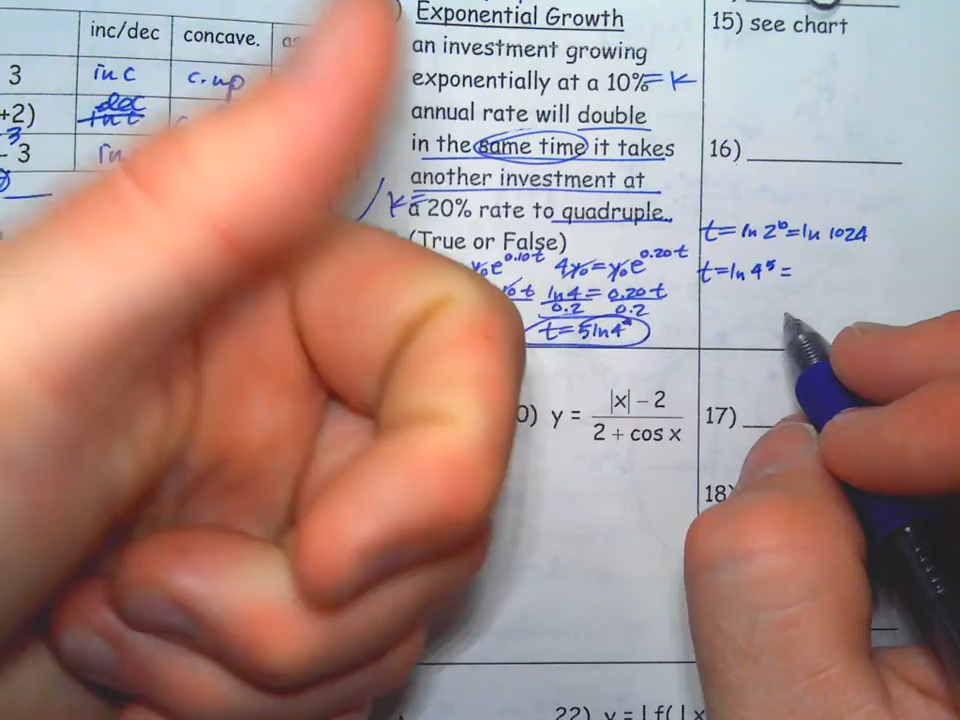 inc/dec concave. as
3 inc c. up
+2) dec
- 3
Exponential Growth
an investment growing
exponentially at a 10% = k
annual rate will double
in the same time it takes
another investment at
k=
a 20% rate to quadruple.
(True or False)
y₀e^0.10t 4y₀=y₀e^0.20t
ln4 = 0.20t
0.2 0.2
t = 5ln4
y = |x| - 2
2 + cos x
15) see chart
16)
t = ln 2^10 = ln 1024
t = ln 4^5 =
17)
18)
22) y = | f( | x